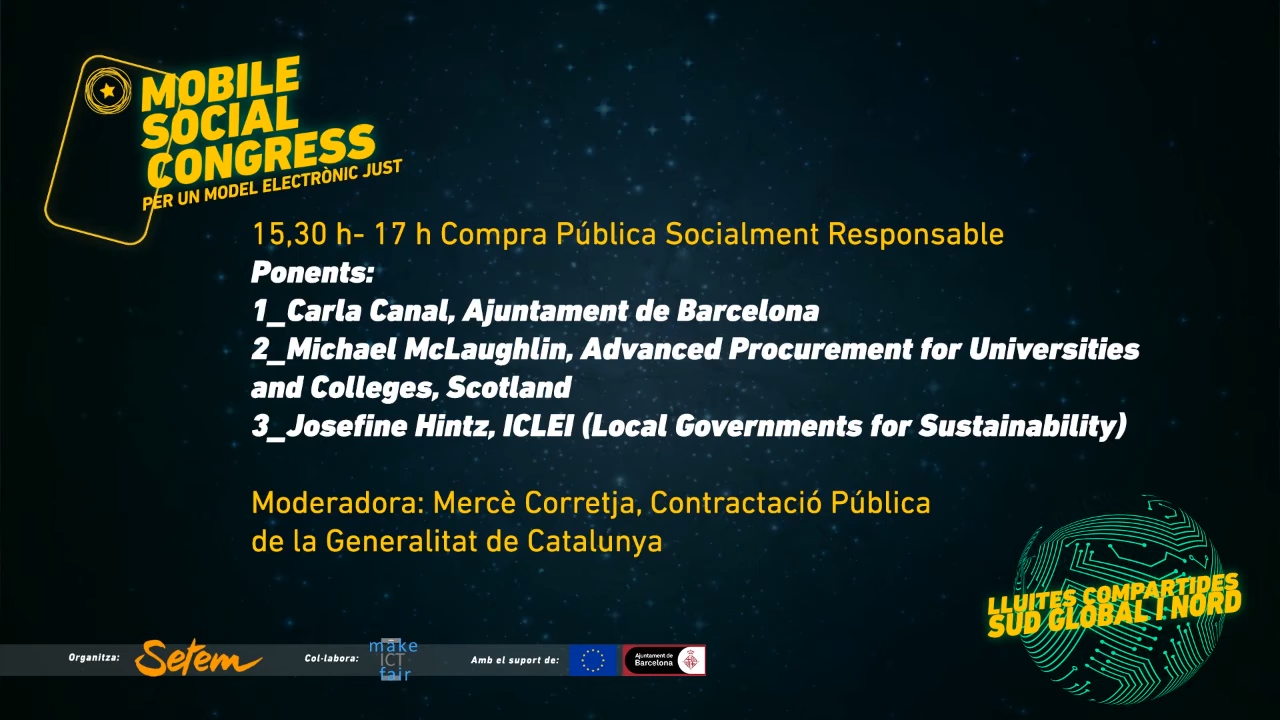 MOBILE
SOCIAL
CONGRESS
PER UN MODEL ELECTRÒNIC JUST
15,30 h- 17 h Compra Pública Socialment Responsable
Ponents:
1_Carla Canal, Ajuntament de Barcelona
2_Michael McLaughlin, Advanced Procurement for Universities
and Colleges, Scotland
3_Josefine Hintz, ICLEI (Local Governments for Sustainability)
Moderadora: Mercè Corretja, Contractació Pública
de la Generalitat de Catalunya
LLUITES COMPARTIDES
SUD GLOBAL I NORD
Organitza:
Setem
Col·labora:
make
ICT
fair
Amb el suport de:
Ajuntament de
Barcelona